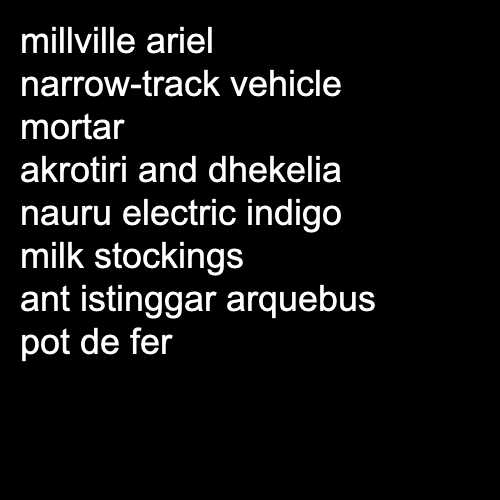 millville ariel
narrow-track vehicle
mortar
akrotiri and dhekelia
nauru electric indigo
milk stockings
ant istinggar arquebus
pot de fer